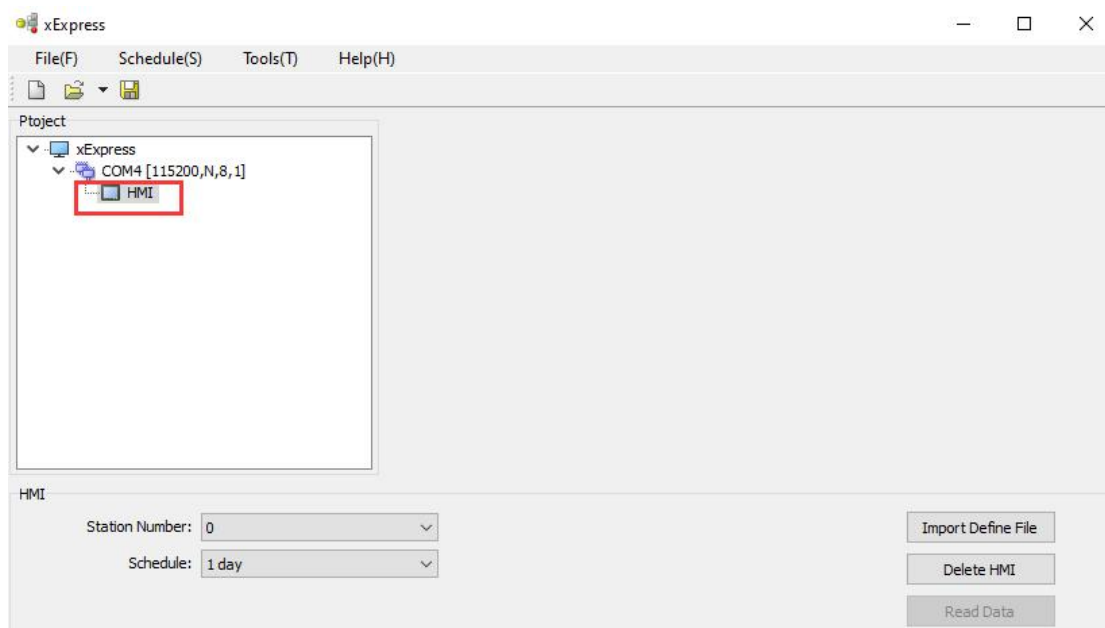 xExpress
File(F) Schedule(S) Tools(T) Help(H)
Ptoject
xExpress
COM4 [115200,N,8,1]
HMI
HMI
Station Number: 0
Import Define File
Schedule: 1 day
Delete HMI
Read Data